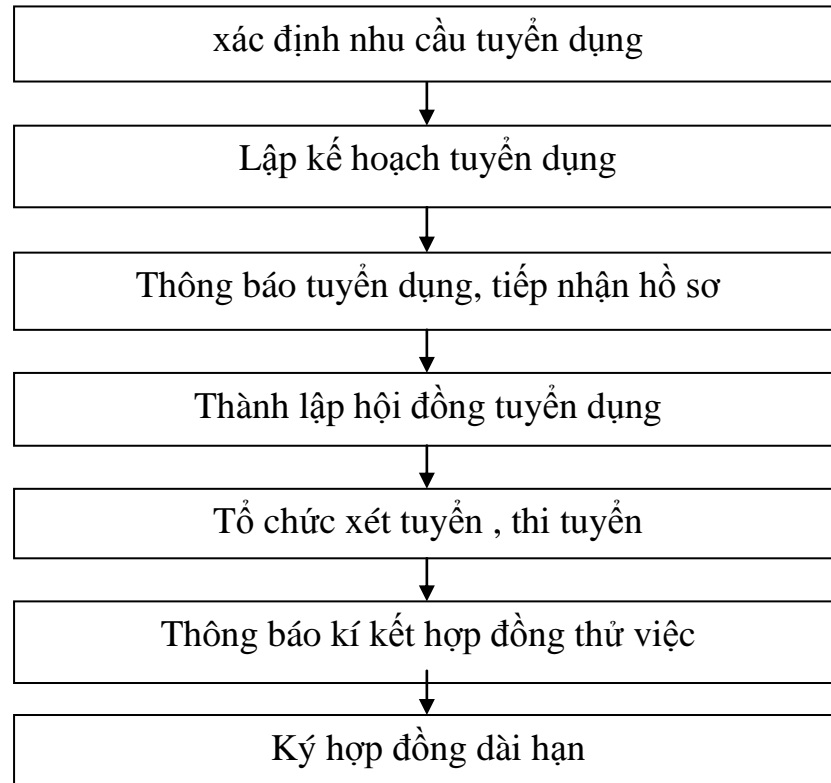 xác định nhu cầu tuyển dụng
Lập kế hoạch tuyển dụng
Thông báo tuyển dụng, tiếp nhận hồ sơ
Thành lập hội đồng tuyển dụng
Tổ chức xét tuyển , thi tuyển
Thông báo kí kết hợp đồng thử việc
Ký hợp đồng dài hạn